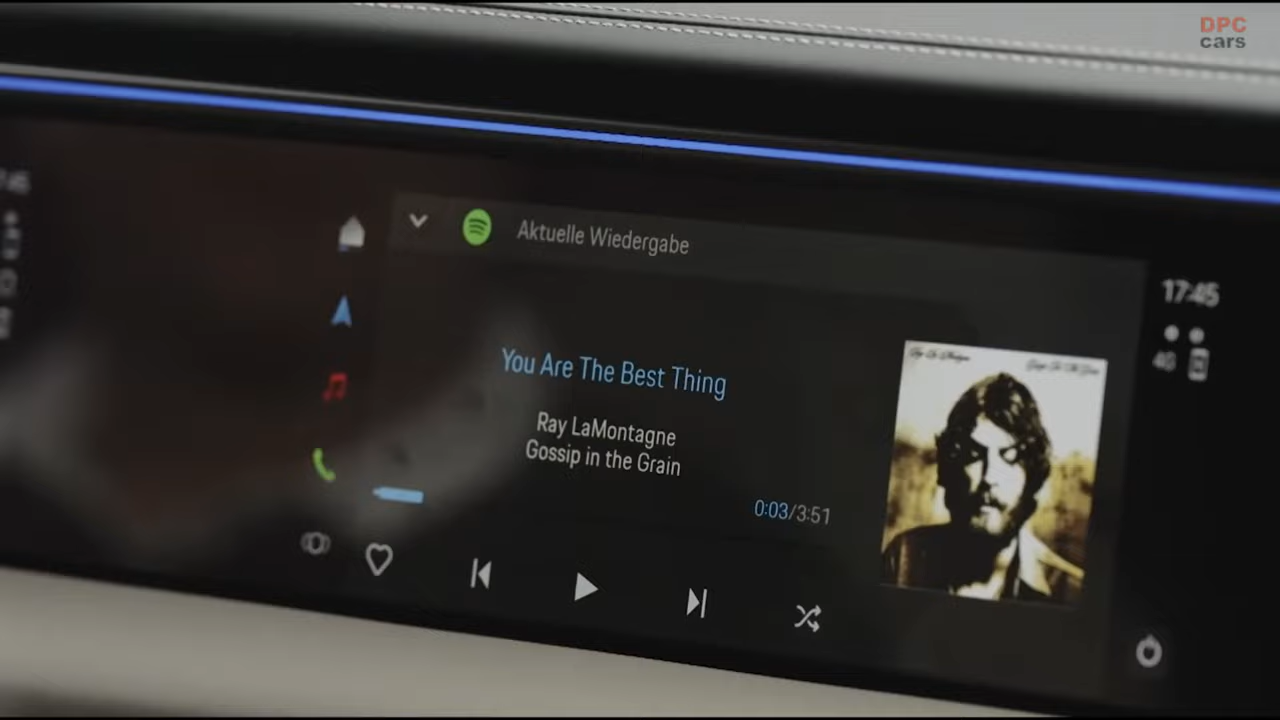 DPC
cars
Aktuelle Wiedergabe
17:45
4G
You Are The Best Thing
Ray LaMontagne
Gossip in the Grain
0:03/3:51